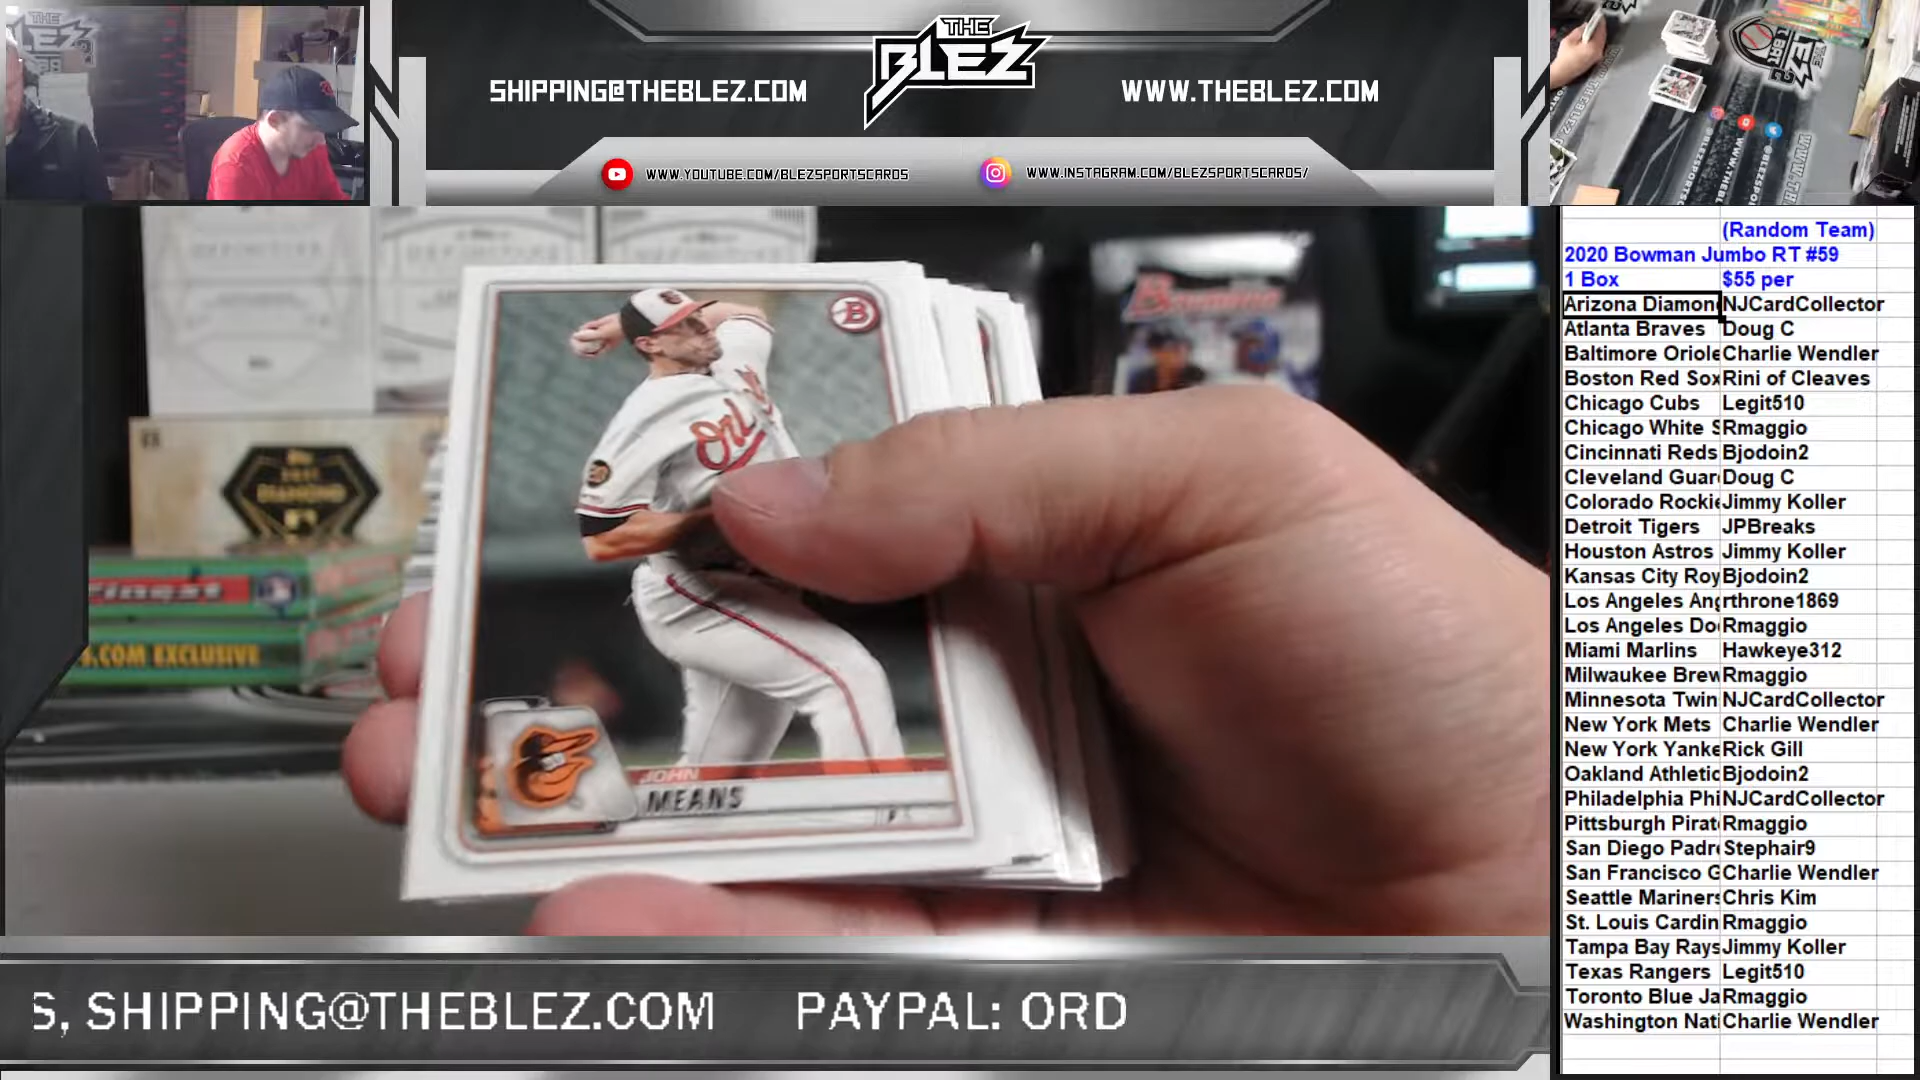 THE
BLEZ
SHIPPING@THEBLEZ.COM
WWW.THEBLEZ.COM
WWW.YOUTUBE.COM/BLEZSPORTSCARDS
WWW.INSTAGRAM.COM/BLEZSPORTSCARDS/
(Random Team)
2020 Bowman Jumbo RT #59
1 Box $55 per
Arizona Diamon NJCardCollector
Atlanta Braves Doug C
Baltimore Oriole Charlie Wendler
Boston Red Sox Rini of Cleaves
Chicago Cubs Legit510
Chicago White S Rmaggio
Cincinnati Reds Bjodoin2
Cleveland Guar Doug C
Colorado Rockie Jimmy Koller
Detroit Tigers JPBreaks
Houston Astros Jimmy Koller
Kansas City Roy Bjodoin2
Los Angeles Ang rthrone1869
Los Angeles Do Rmaggio
Miami Marlins Hawkeye312
Milwaukee Brew Rmaggio
Minnesota Twin NJCardCollector
New York Mets Charlie Wendler
New York Yanke Rick Gill
Oakland Athletic Bjodoin2
Philadelphia Phi NJCardCollector
Pittsburgh Pirat Rmaggio
San Diego Padr Stephair9
San Francisco G Charlie Wendler
Seattle Mariners Chris Kim
St. Louis Cardin Rmaggio
Tampa Bay Rays Jimmy Koller
Texas Rangers Legit510
Toronto Blue Ja Rmaggio
Washington Nati Charlie Wendler
DEFINITIVE
Bowman
B
DIAMOND
Finest
S.COM EXCLUSIVE
JOHN
MEANS
S, SHIPPING@THEBLEZ.COM PAYPAL: ORD